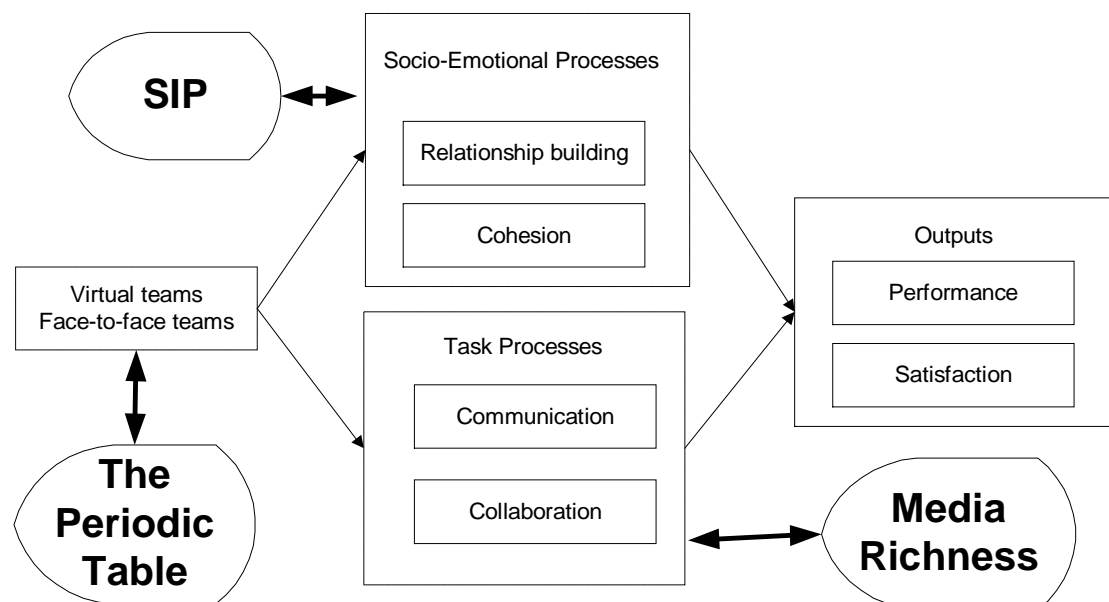 SIP
Socio-Emotional Processes
Relationship building
Cohesion
Virtual teams
Face-to-face teams
Task Processes
Communication
Collaboration
Outputs
Performance
Satisfaction
The
Periodic
Table
Media
Richness